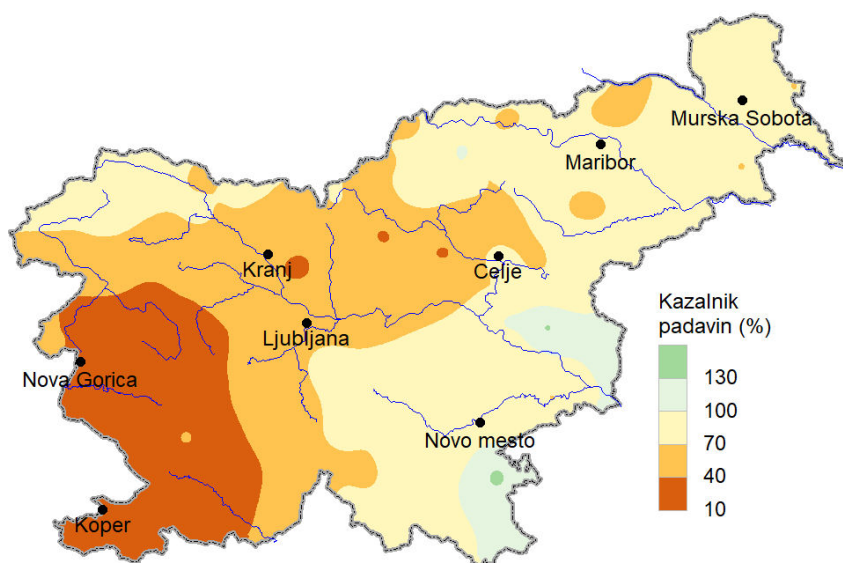 Murska Sobota
Maribor
Kranj
Celje
Ljubljana
Nova Gorica
Novo mesto
Koper
Kazalnik
padavin (%)
130
100
70
40
10